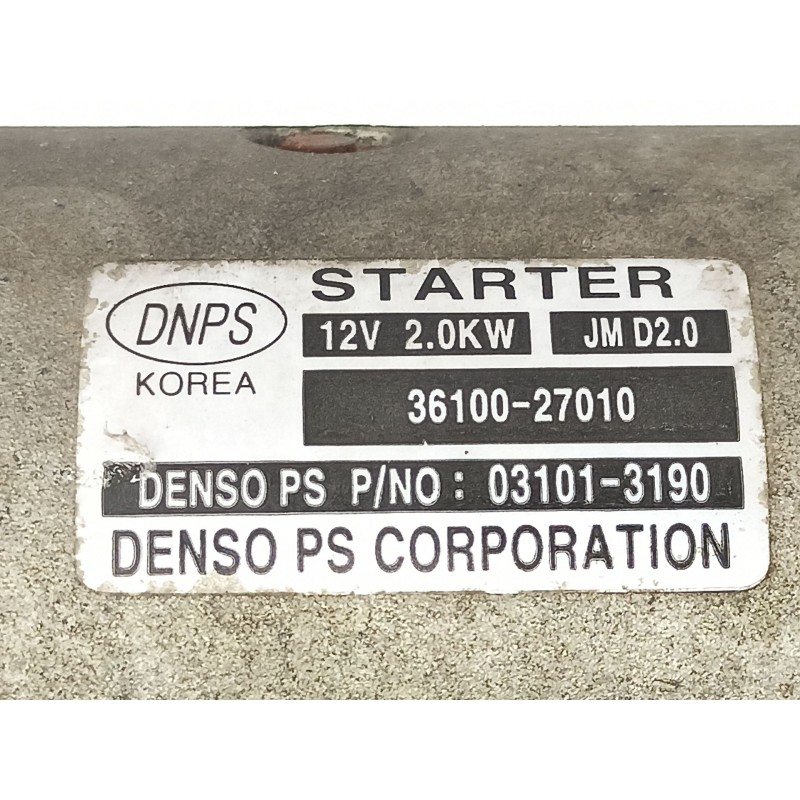 STARTER
DNPS
KOREA
12V 2.0KW JM D2.0
36100-27010
DENSO PS P/NO : 03101-3190
DENSO PS CORPORATION